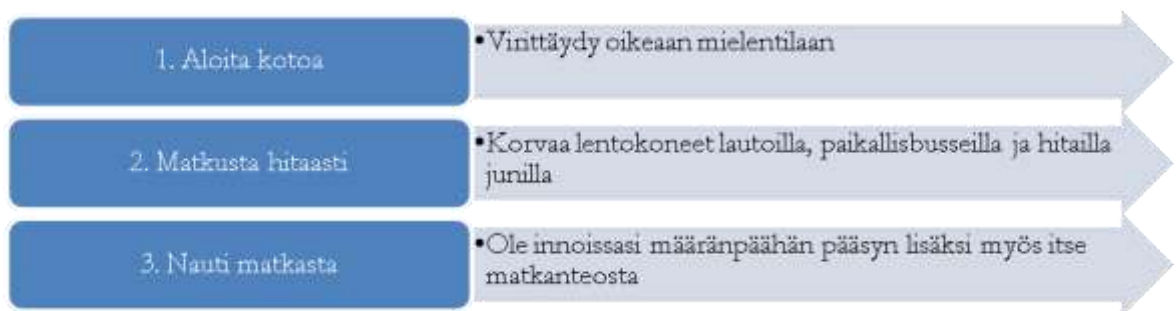 1. Aloita kotoa
•Virittäydy oikeaan mielentilaan
2. Matkusta hitaasti
•Korvaa lentokoneet lautoilla, paikallisbusseilla ja hitailla
junilla
3. Nauti matkasta
•Ole innoissasi määränpäähän pääsyn lisäksi myös itse
matkanteosta